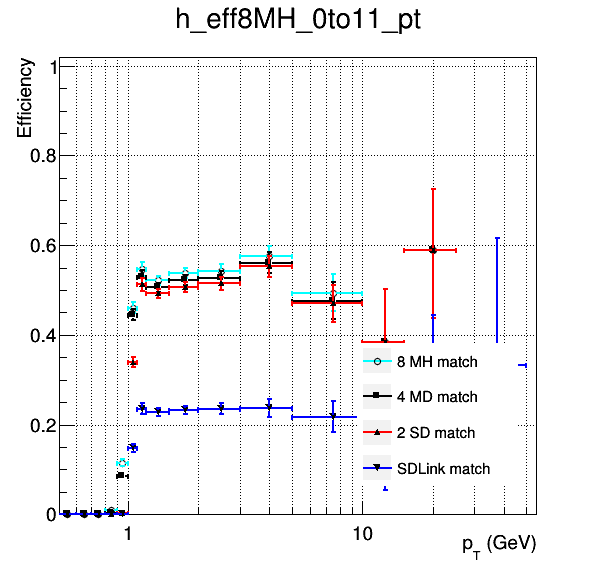 h_eff8MH_0to11_pt
Efficiency
1
0.8
0.6
0.4
0.2
0
8 MH match
4 MD match
2 SD match
SDLink match
1
10
pT (GeV)